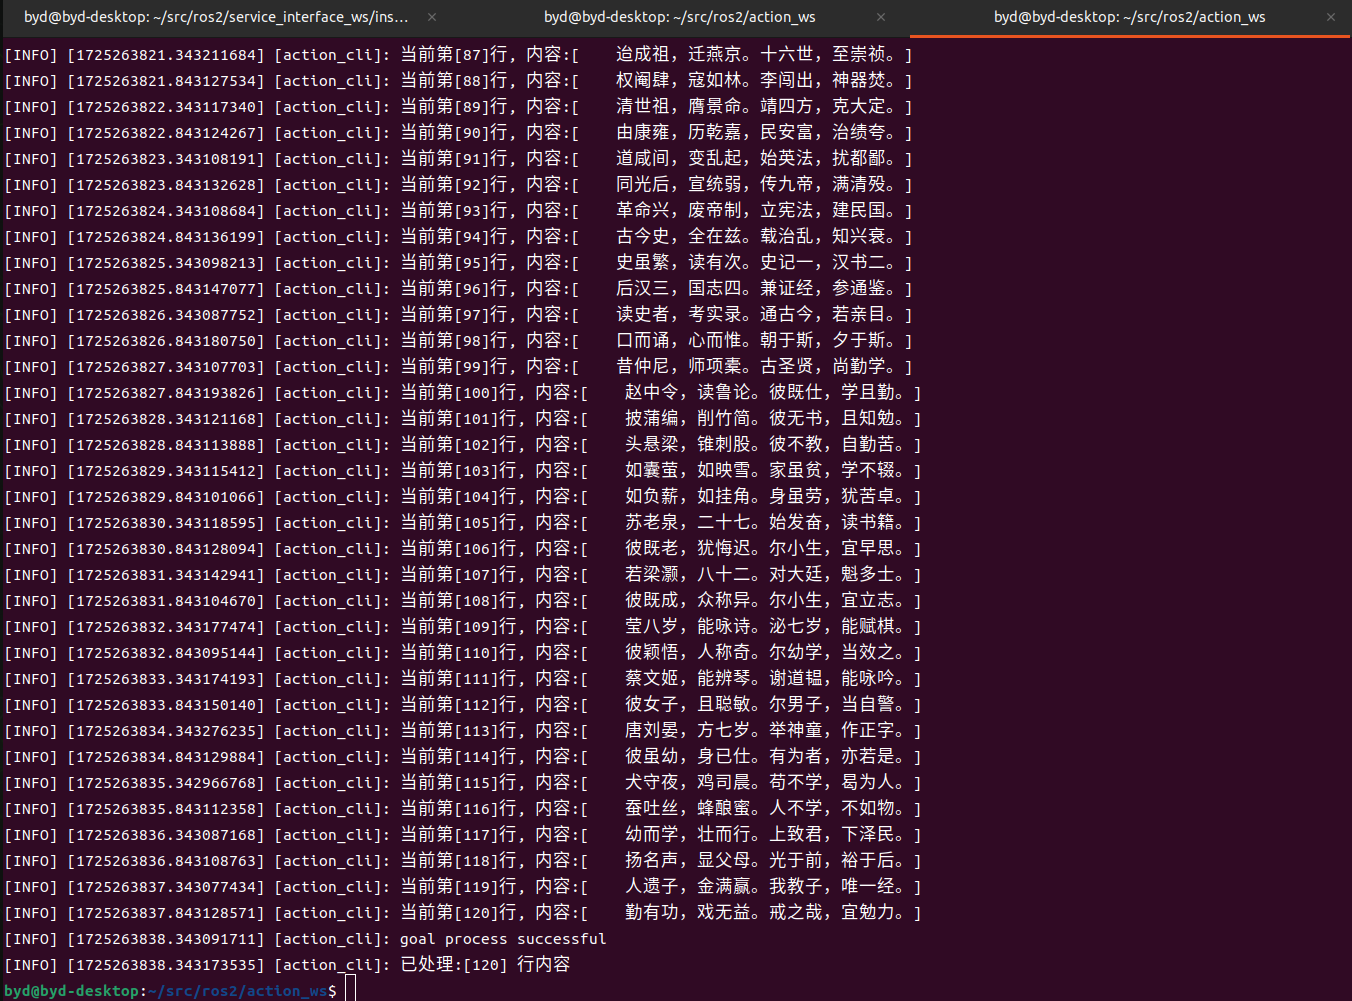 byd@byd-desktop: ~/src/ros2/service_interface_ws/ins... × byd@byd-desktop: ~/src/ros2/action_ws × byd@byd-desktop: ~/src/ros2/action_ws ×
[INFO] [1725263821.343211684] [action_cli]: 当前第[87]行, 内容:[    迨成祖，迁燕京。十六世，至崇祯。]
[INFO] [1725263821.843127534] [action_cli]: 当前第[88]行, 内容:[    权阉肆，寇如林。李闯出，神器焚。]
[INFO] [1725263822.343117340] [action_cli]: 当前第[89]行, 内容:[    清世祖，膺景命。靖四方，克大定。]
[INFO] [1725263822.843124267] [action_cli]: 当前第[90]行, 内容:[    由康雍，历乾嘉，民安富，治绩夸。]
[INFO] [1725263823.343108191] [action_cli]: 当前第[91]行, 内容:[    道咸间，变乱起，始英法，扰都鄙。]
[INFO] [1725263823.843132628] [action_cli]: 当前第[92]行, 内容:[    同光后，宣统弱，传九帝，满清殁。]
[INFO] [1725263824.343108684] [action_cli]: 当前第[93]行, 内容:[    革命兴，废帝制，立宪法，建民国。]
[INFO] [1725263824.843136199] [action_cli]: 当前第[94]行, 内容:[    古今史，全在兹。载治乱，知兴衰。]
[INFO] [1725263825.343098213] [action_cli]: 当前第[95]行, 内容:[    史虽繁，读有次。史记一，汉书二。]
[INFO] [1725263825.843147077] [action_cli]: 当前第[96]行, 内容:[    后汉三，国志四。兼证经，参通鉴。]
[INFO] [1725263826.343087752] [action_cli]: 当前第[97]行, 内容:[    读史者，考实录。通古今，若亲目。]
[INFO] [1725263826.843180750] [action_cli]: 当前第[98]行, 内容:[    口而诵，心而惟。朝于斯，夕于斯。]
[INFO] [1725263827.343107703] [action_cli]: 当前第[99]行, 内容:[    昔仲尼，师项橐。古圣贤，尚勤学。]
[INFO] [1725263827.843193826] [action_cli]: 当前第[100]行, 内容:[    赵中令，读鲁论。彼既仕，学且勤。]
[INFO] [1725263828.343121168] [action_cli]: 当前第[101]行, 内容:[    披蒲编，削竹简。彼无书，且知勉。]
[INFO] [1725263828.843113888] [action_cli]: 当前第[102]行, 内容:[    头悬梁，锥刺股。彼不教，自勤苦。]
[INFO] [1725263829.343115412] [action_cli]: 当前第[103]行, 内容:[    如囊萤，如映雪。家虽贫，学不辍。]
[INFO] [1725263829.843101066] [action_cli]: 当前第[104]行, 内容:[    如负薪，如挂角。身虽劳，犹苦卓。]
[INFO] [1725263830.343118595] [action_cli]: 当前第[105]行, 内容:[    苏老泉，二十七。始发奋，读书籍。]
[INFO] [1725263830.843128094] [action_cli]: 当前第[106]行, 内容:[    彼既老，犹悔迟。尔小生，宜早思。]
[INFO] [1725263831.343142941] [action_cli]: 当前第[107]行, 内容:[    若梁灏，八十二。对大廷，魁多士。]
[INFO] [1725263831.843104670] [action_cli]: 当前第[108]行, 内容:[    彼既成，众称异。尔小生，宜立志。]
[INFO] [1725263832.343177474] [action_cli]: 当前第[109]行, 内容:[    莹八岁，能咏诗。泌七岁，能赋棋。]
[INFO] [1725263832.843095144] [action_cli]: 当前第[110]行, 内容:[    彼颖悟，人称奇。尔幼学，当效之。]
[INFO] [1725263833.343174193] [action_cli]: 当前第[111]行, 内容:[    蔡文姬，能辨琴。谢道韫，能咏吟。]
[INFO] [1725263833.843150140] [action_cli]: 当前第[112]行, 内容:[    彼女子，且聪敏。尔男子，当自警。]
[INFO] [1725263834.343276235] [action_cli]: 当前第[113]行, 内容:[    唐刘晏，方七岁。举神童，作正字。]
[INFO] [1725263834.843129884] [action_cli]: 当前第[114]行, 内容:[    彼虽幼，身已仕。有为者，亦若是。]
[INFO] [1725263835.342966768] [action_cli]: 当前第[115]行, 内容:[    犬守夜，鸡司晨。苟不学，曷为人。]
[INFO] [1725263835.843112358] [action_cli]: 当前第[116]行, 内容:[    蚕吐丝，蜂酿蜜。人不学，不如物。]
[INFO] [1725263836.343087168] [action_cli]: 当前第[117]行, 内容:[    幼而学，壮而行。上致君，下泽民。]
[INFO] [1725263836.843108763] [action_cli]: 当前第[118]行, 内容:[    扬名声，显父母。光于前，裕于后。]
[INFO] [1725263837.343077434] [action_cli]: 当前第[119]行, 内容:[    人遗子，金满赢。我教子，唯一经。]
[INFO] [1725263837.843128571] [action_cli]: 当前第[120]行, 内容:[    勤有功，戏无益。戒之哉，宜勉力。]
[INFO] [1725263838.343091711] [action_cli]: goal process successful
[INFO] [1725263838.343173535] [action_cli]: 已处理:[120] 行内容
byd@byd-desktop:~/src/ros2/action_ws$